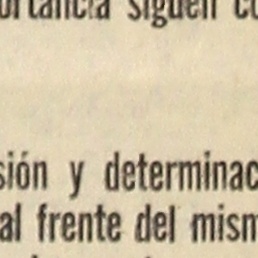 ortancia siguen co
sión y determinac
al frente del mism